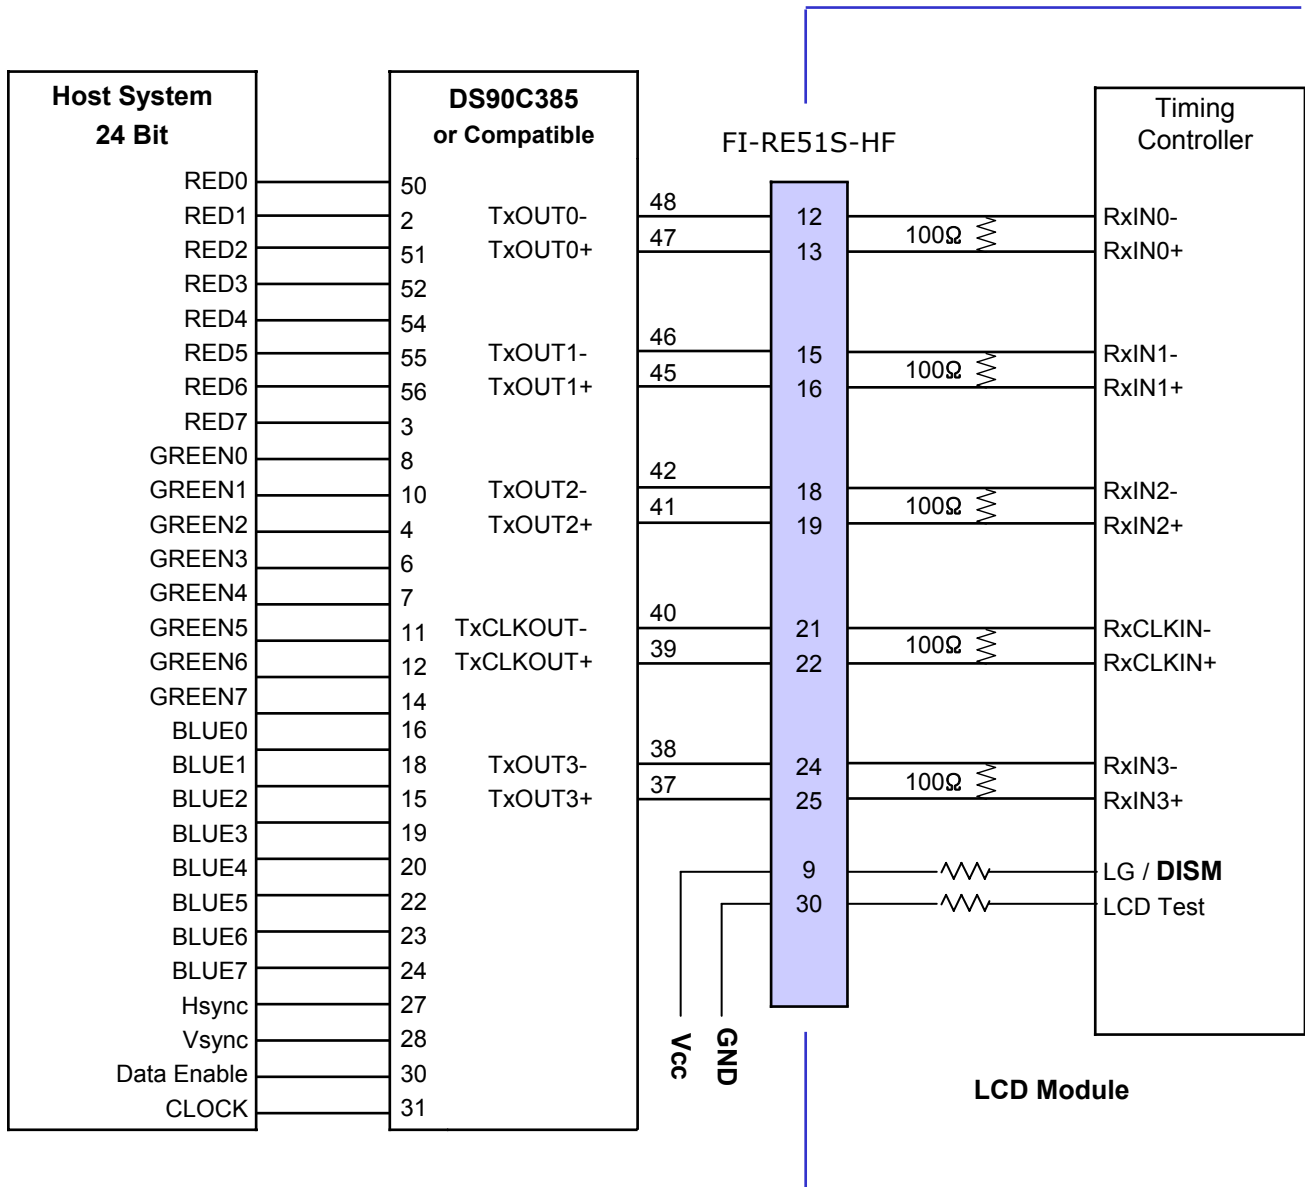 Host System
24 Bit
RED0
RED1
RED2
RED3
RED4
RED5
RED6
RED7
GREEN0
GREEN1
GREEN2
GREEN3
GREEN4
GREEN5
GREEN6
GREEN7
BLUE0
BLUE1
BLUE2
BLUE3
BLUE4
BLUE5
BLUE6
BLUE7
Hsync
Vsync
Data Enable
CLOCK
DS90C385
or Compatible
50
2
51
52
54
55
56
3
8
10
4
6
7
11
12
14
16
18
15
19
20
22
23
24
27
28
30
31
TxOUT0-
TxOUT0+
TxOUT1-
TxOUT1+
TxOUT2-
TxOUT2+
TxCLKOUT-
TxCLKOUT+
TxOUT3-
TxOUT3+
48
47
46
45
42
41
40
39
38
37
Vcc
GND
FI-RE51S-HF
12
13
15
16
18
19
21
22
24
25
9
30
100Ω
100Ω
100Ω
100Ω
100Ω
Timing
Controller
RxIN0-
RxIN0+
RxIN1-
RxIN1+
RxIN2-
RxIN2+
RxCLKIN-
RxCLKIN+
RxIN3-
RxIN3+
LG / DISM
LCD Test
LCD Module